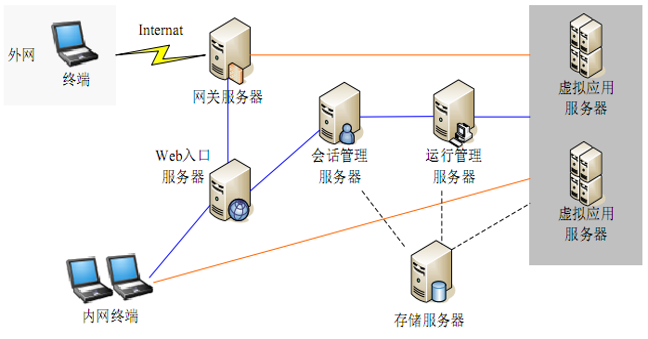 Internat
外网
终端
网关服务器
虚拟应用
服务器
Web入口
服务器
会话管理
服务器
运行管理
服务器
虚拟应用
服务器
内网终端
存储服务器